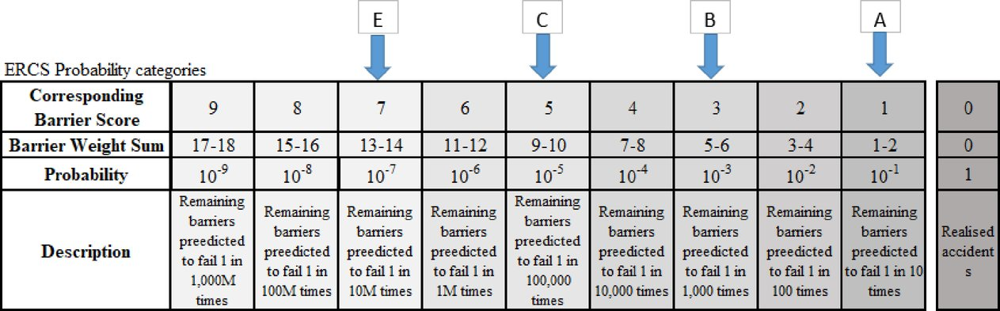 E C B A
ERCS Probability categories
Corresponding Barrier Score 9 8 7 6 5 4 3 2 1 0
Barrier Weight Sum 17-18 15-16 13-14 11-12 9-10 7-8 5-6 3-4 1-2 0
Probability 10⁻⁹ 10⁻⁸ 10⁻⁷ 10⁻⁶ 10⁻⁵ 10⁻⁴ 10⁻³ 10⁻² 10⁻¹ 1
Description
Remaining
barriers
preedicted
to fail 1 in
1,000M
times
Remaining
barriers
preedicted
to fail 1 in
100M times
Remaining
barriers
preedicted
to fail 1 in
10M times
Remaining
barriers
preedicted
to fail 1 in
1M times
Remaining
barriers
preedicted
to fail 1 in
100,000
times
Remaining
barriers
preedicted
to fail 1 in
10,000 times
Remaining
barriers
preedicted
to fail 1 in
1,000 times
Remaining
barriers
preedicted
to fail 1 in
100 times
Remaining
barriers
preedicted
to fail 1 in 10
times
Realised
accident
s